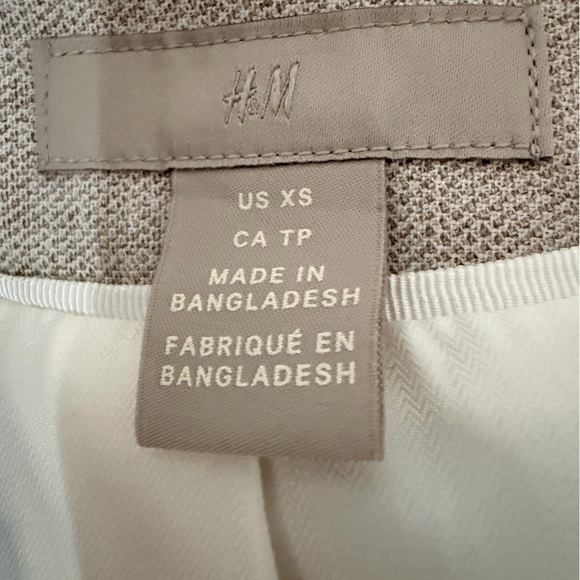 H&M
US XS
CA TP
MADE IN
BANGLADESH
FABRIQUÉ EN
BANGLADESH